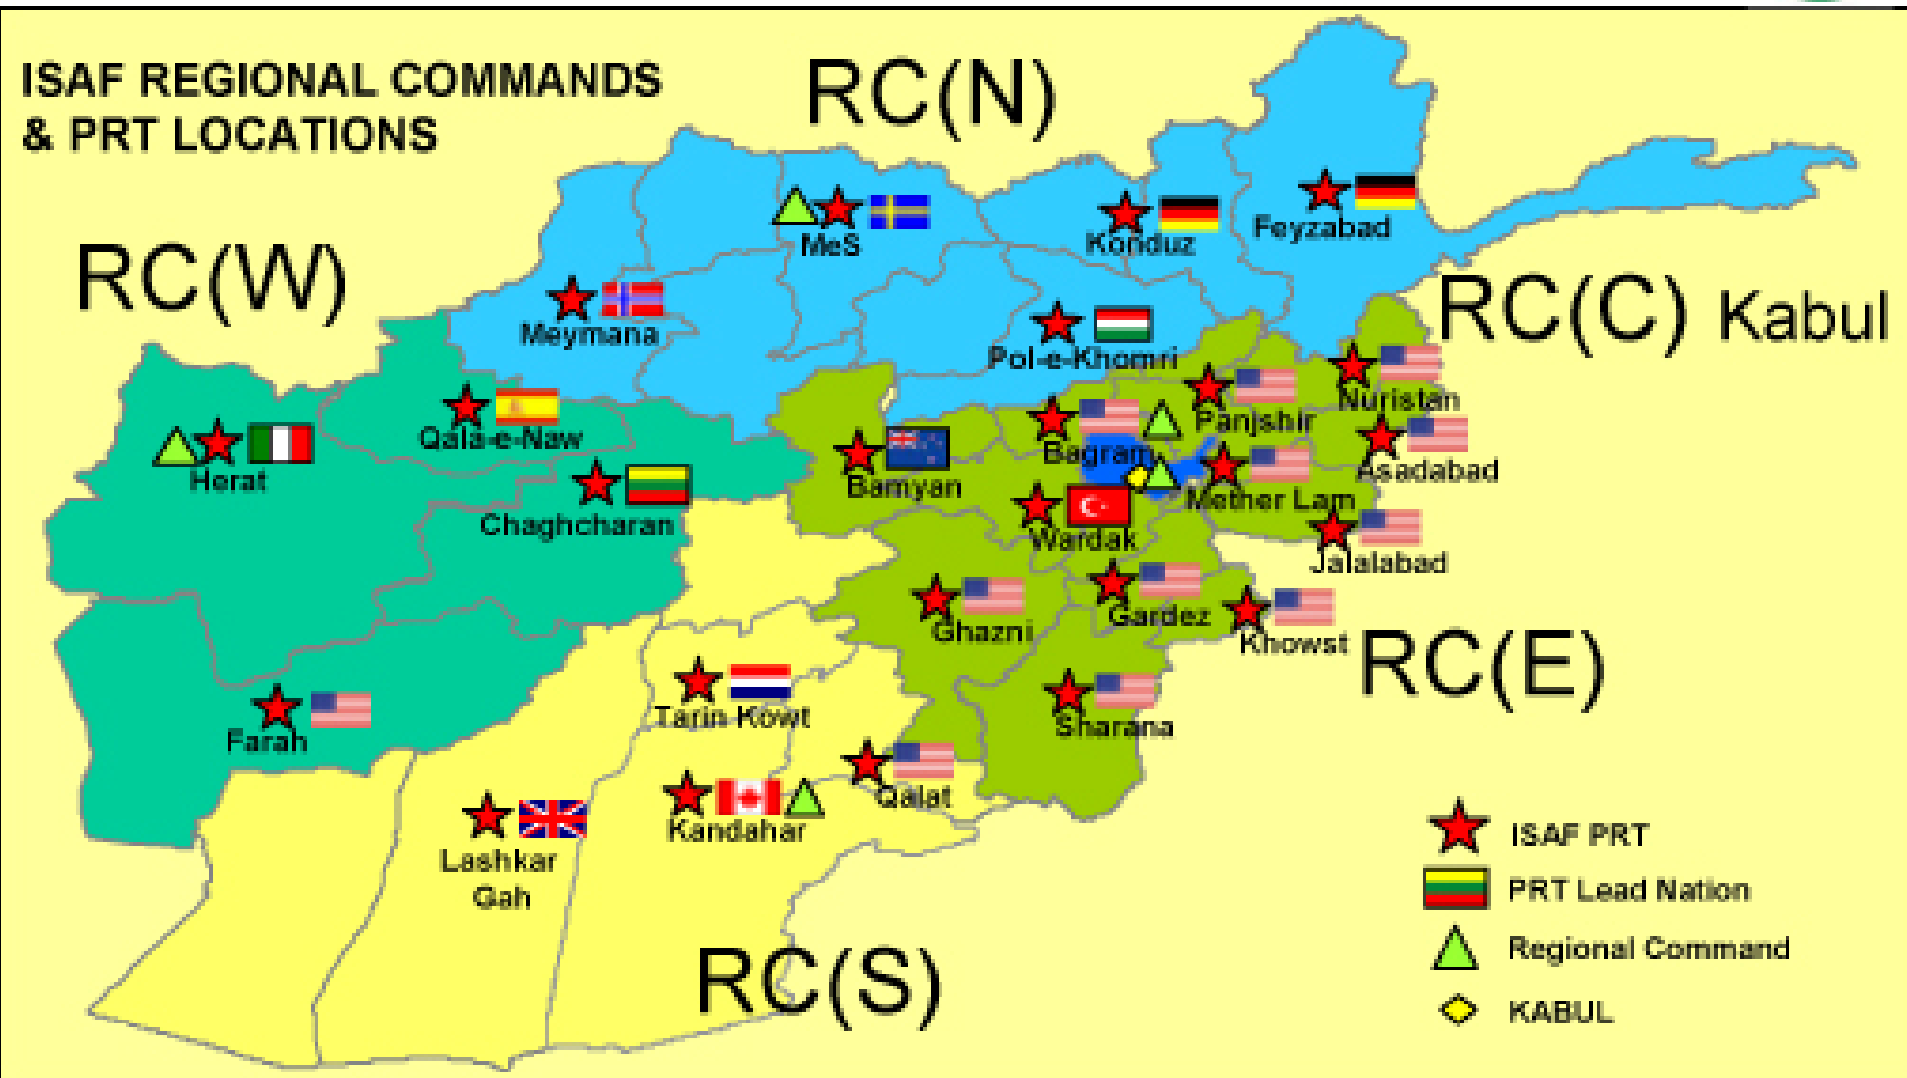 ISAF REGIONAL COMMANDS
& PRT LOCATIONS
RC(N)
RC(W)
RC(C) Kabul
MeS
Konduz
Feyzabad
Meymana
Pol-e-Khomri
Nuristan
Panjshir
Qala-e-Naw
Herat
Bagram
Asadabad
Bamyan
Mether Lam
Chaghcharan
Wardak
Jalalabad
Ghazni
Gardez
Khowst
RC(E)
Tarin Kowt
Sharana
Farah
Qalat
Kandahar
Lashkar
Gah
RC(S)
ISAF PRT
PRT Lead Nation
Regional Command
KABUL